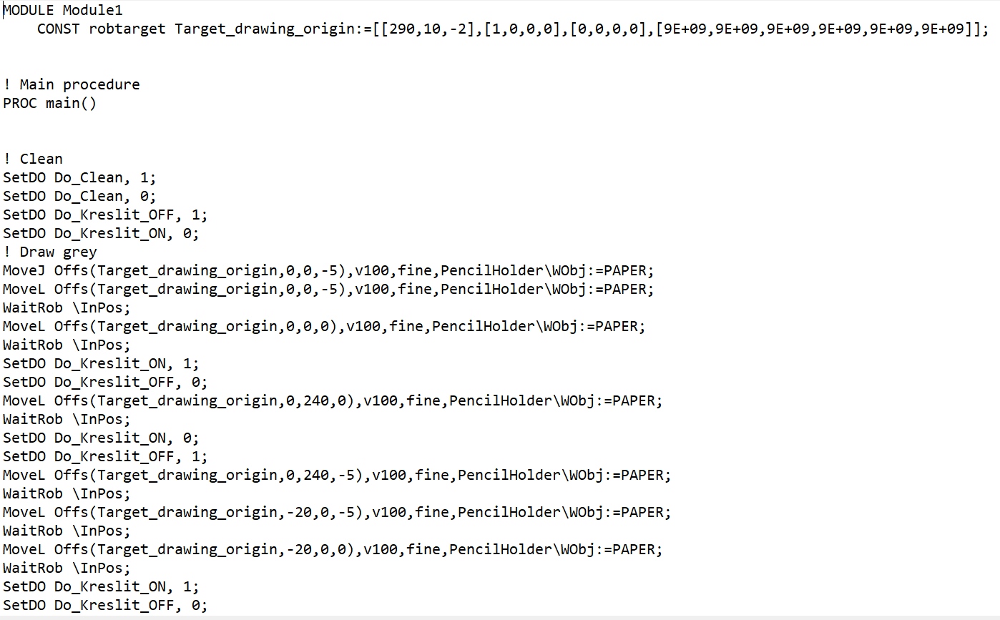 MODULE Module1
    CONST robtarget Target_drawing_origin:=[[290,10,-2],[1,0,0,0],[0,0,0,0],[9E+09,9E+09,9E+09,9E+09,9E+09,9E+09]];
! Main procedure
PROC main()
! Clean
SetDO Do_Clean, 1;
SetDO Do_Clean, 0;
SetDO Do_Kreslit_OFF, 1;
SetDO Do_Kreslit_ON, 0;
! Draw grey
MoveJ Offs(Target_drawing_origin,0,0,-5),v100,fine,PencilHolder\WObj:=PAPER;
MoveL Offs(Target_drawing_origin,0,0,-5),v100,fine,PencilHolder\WObj:=PAPER;
WaitRob \InPos;
MoveL Offs(Target_drawing_origin,0,0,0),v100,fine,PencilHolder\WObj:=PAPER;
WaitRob \InPos;
SetDO Do_Kreslit_ON, 1;
SetDO Do_Kreslit_OFF, 0;
MoveL Offs(Target_drawing_origin,0,240,0),v100,fine,PencilHolder\WObj:=PAPER;
WaitRob \InPos;
SetDO Do_Kreslit_ON, 0;
SetDO Do_Kreslit_OFF, 1;
MoveL Offs(Target_drawing_origin,0,240,-5),v100,fine,PencilHolder\WObj:=PAPER;
WaitRob \InPos;
MoveL Offs(Target_drawing_origin,-20,0,-5),v100,fine,PencilHolder\WObj:=PAPER;
WaitRob \InPos;
MoveL Offs(Target_drawing_origin,-20,0,0),v100,fine,PencilHolder\WObj:=PAPER;
WaitRob \InPos;
SetDO Do_Kreslit_ON, 1;
SetDO Do_Kreslit_OFF, 0;